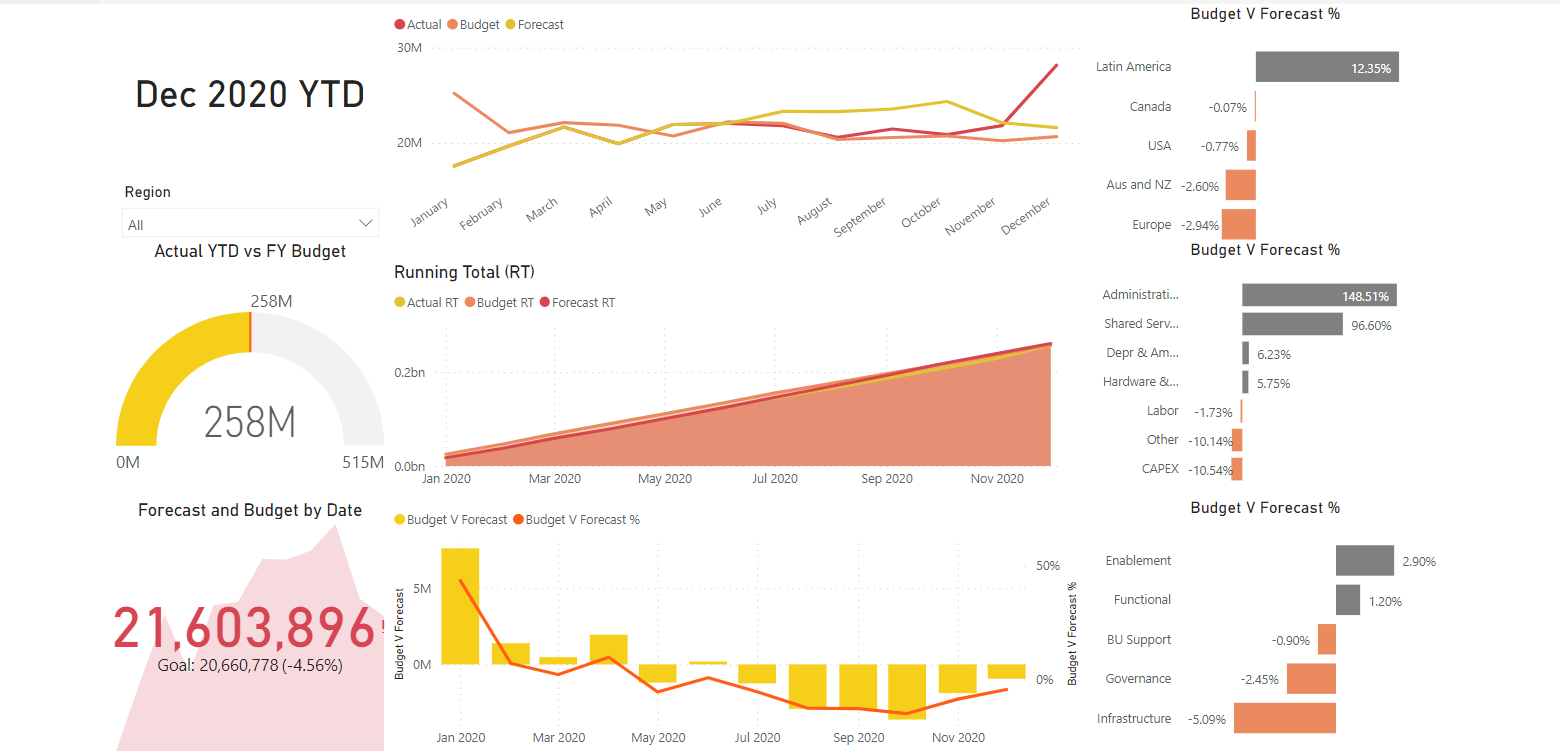 Dec 2020 YTD
Region
All
Actual YTD vs FY Budget
258M
258M
0M
515M
Forecast and Budget by Date
21,603,896!
Goal: 20,660,778 (-4.56%)
Actual Budget Forecast
30M
20M
January February March April May June July August September October November December
Running Total (RT)
Actual RT Budget RT Forecast RT
0.2bn
0.0bn
Jan 2020 Mar 2020 May 2020 Jul 2020 Sep 2020 Nov 2020
Budget V Forecast Budget V Forecast %
Budget V Forecast
5M
0M
50%
0%
Budget V Forecast %
Jan 2020 Mar 2020 May 2020 Jul 2020 Sep 2020 Nov 2020
Budget V Forecast %
Latin America 12.35%
Canada -0.07%
USA -0.77%
Aus and NZ -2.60%
Europe -2.94%
Budget V Forecast %
Administrati... 148.51%
Shared Serv... 96.60%
Depr & Am... 6.23%
Hardware &... 5.75%
Labor -1.73%
Other -10.14%
CAPEX -10.54%
Budget V Forecast %
Enablement 2.90%
Functional 1.20%
BU Support -0.90%
Governance -2.45%
Infrastructure -5.09%